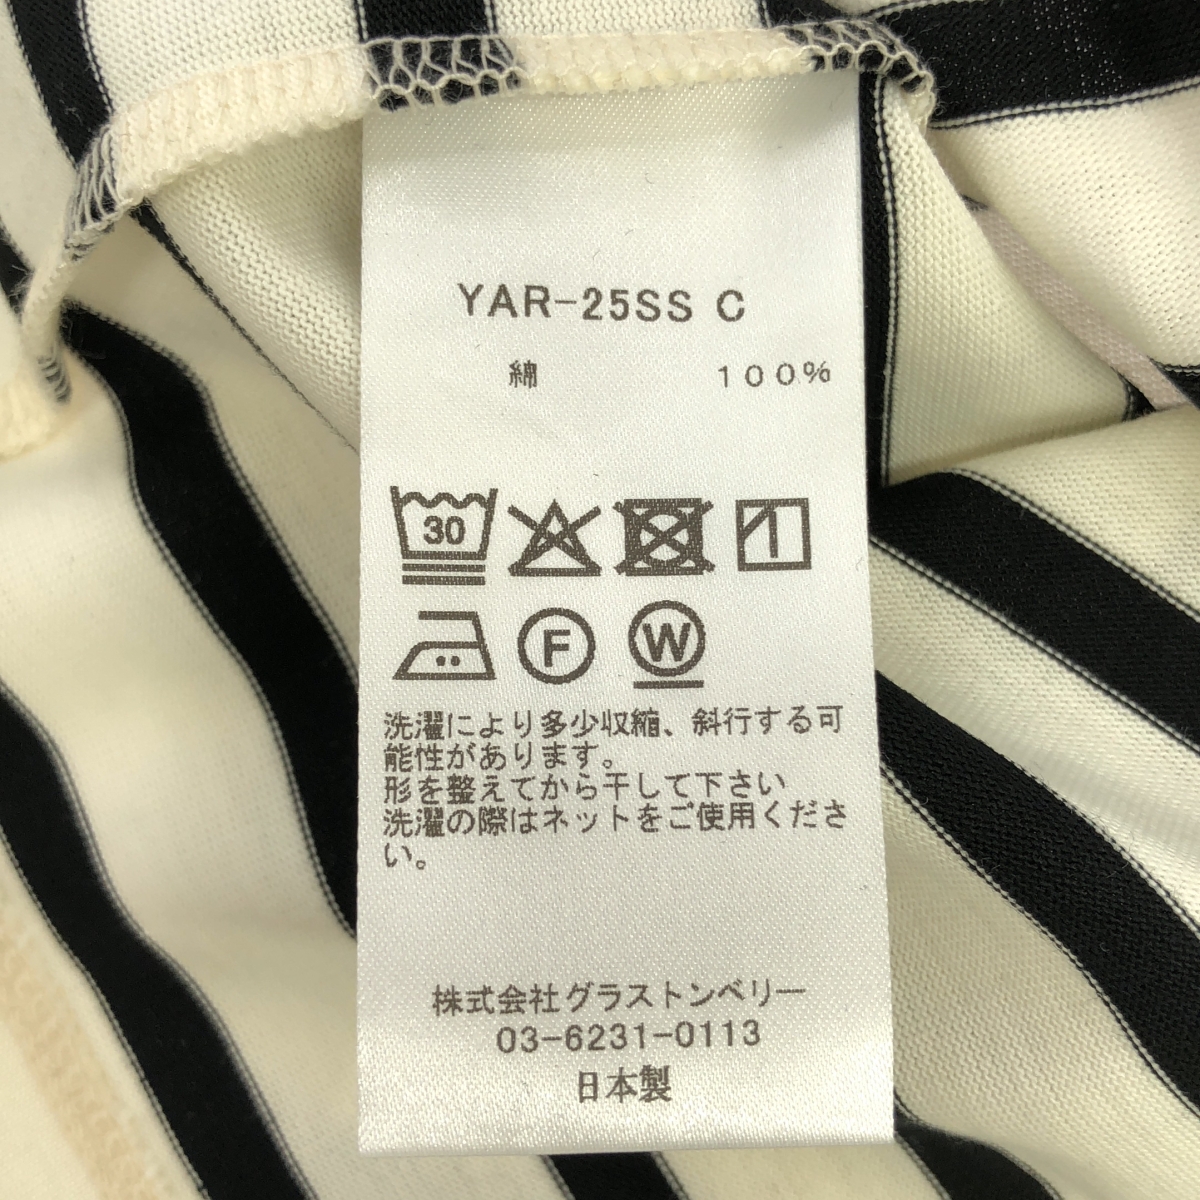 YAR-25SS C
綿 100%
30
F W
洗濯により多少収縮、斜行する可
能性があります。
形を整えてから干して下さい
洗濯の際はネットをご使用くださ
い。
株式会社グラストンベリー
03-6231-0113
日本製